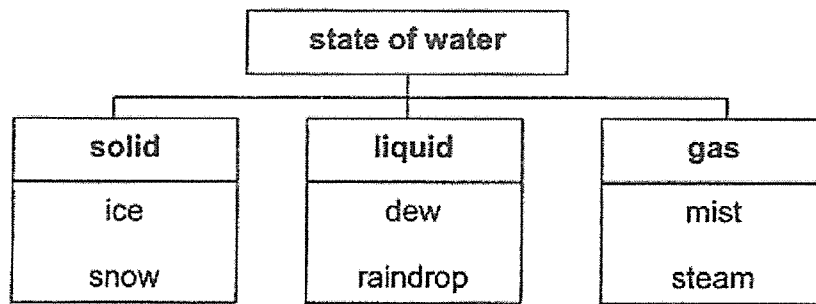 state of water
solid liquid gas
ice dew mist
snow raindrop steam